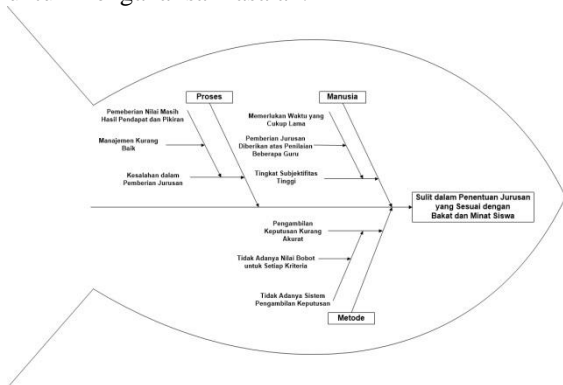 Proses
Manusia
Pemeberian Nilai Masih
Hasil Pendapat dan Pikiran
Manajemen Kurang
Baik
Kesalahan dalam
Pemberian Jurusan
Memerlukan Waktu yang
Cukup Lama
Pemberian Jurusan
Diberikan atas Penilaian
Beberapa Guru
Tingkat Subjektifitas
Tinggi
Sulit dalam Penentuan Jurusan
yang Sesuai dengan
Bakat dan Minat Siswa
Pengambilan
Keputusan Kurang
Akurat
Tidak Adanya Nilai Bobot
untuk Setiap Kriteria
Tidak Adanya Sistem
Pengambilan Keputusan
Metode